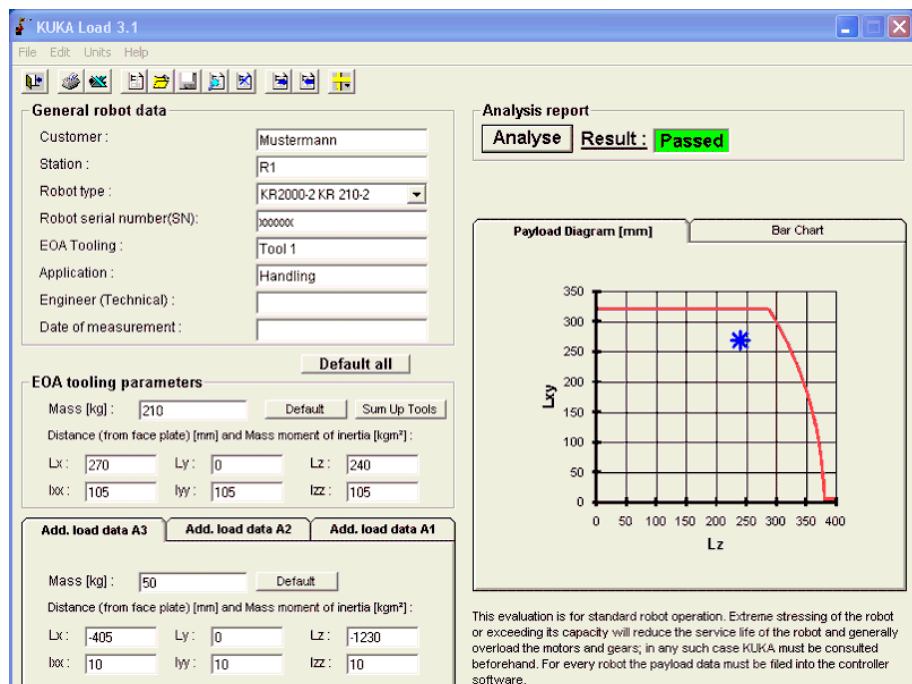 KUKA Load 3.1
File Edit Units Help
General robot data
Customer : Mustermann
Station : R1
Robot type : KR2000-2 KR 210-2
Robot serial number(SN): xxxxxxx
EOA Tooling : Tool 1
Application : Handling
Engineer (Technical) :
Date of measurement :
Default all
EOA tooling parameters
Mass [kg] : 210 Default Sum Up Tools
Distance (from face plate) [mm] and Mass moment of inertia [kgm²] :
Lx : 270 Ly : 0 Lz : 240
Ixx : 105 Iyy : 105 Izz : 105
Add. load data A3 Add. load data A2 Add. load data A1
Mass [kg] : 50 Default
Distance (from face plate) [mm] and Mass moment of inertia [kgm²] :
Lx : -405 Ly : 0 Lz : -1230
Ixx : 10 Iyy : 10 Izz : 10
Analysis report
Analyse Result : Passed
Payload Diagram [mm] Bar Chart
350
300
250
200
150
100
50
0
Lxy
0 50 100 150 200 250 300 350 400
Lz
This evaluation is for standard robot operation. Extreme stressing of the robot
or exceeding its capacity will reduce the service life of the robot and generally
overload the motors and gears; in any such case KUKA must be consulted
beforehand. For every robot the payload data must be filed into the controller
software.